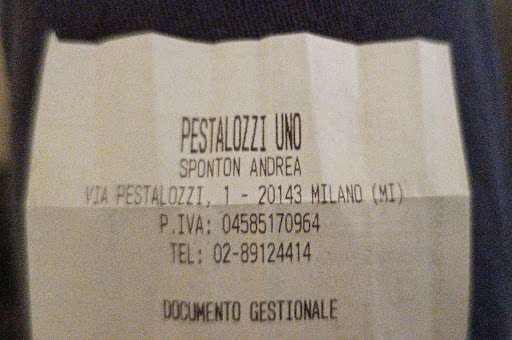 PESTALOZZI UNO
SPONTON ANDREA
VIA PESTALOZZI, 1 - 20143 MILANO (MI)
P.IVA: 04585170964
TEL: 02-89124414
DOCUMENTO GESTIONALE